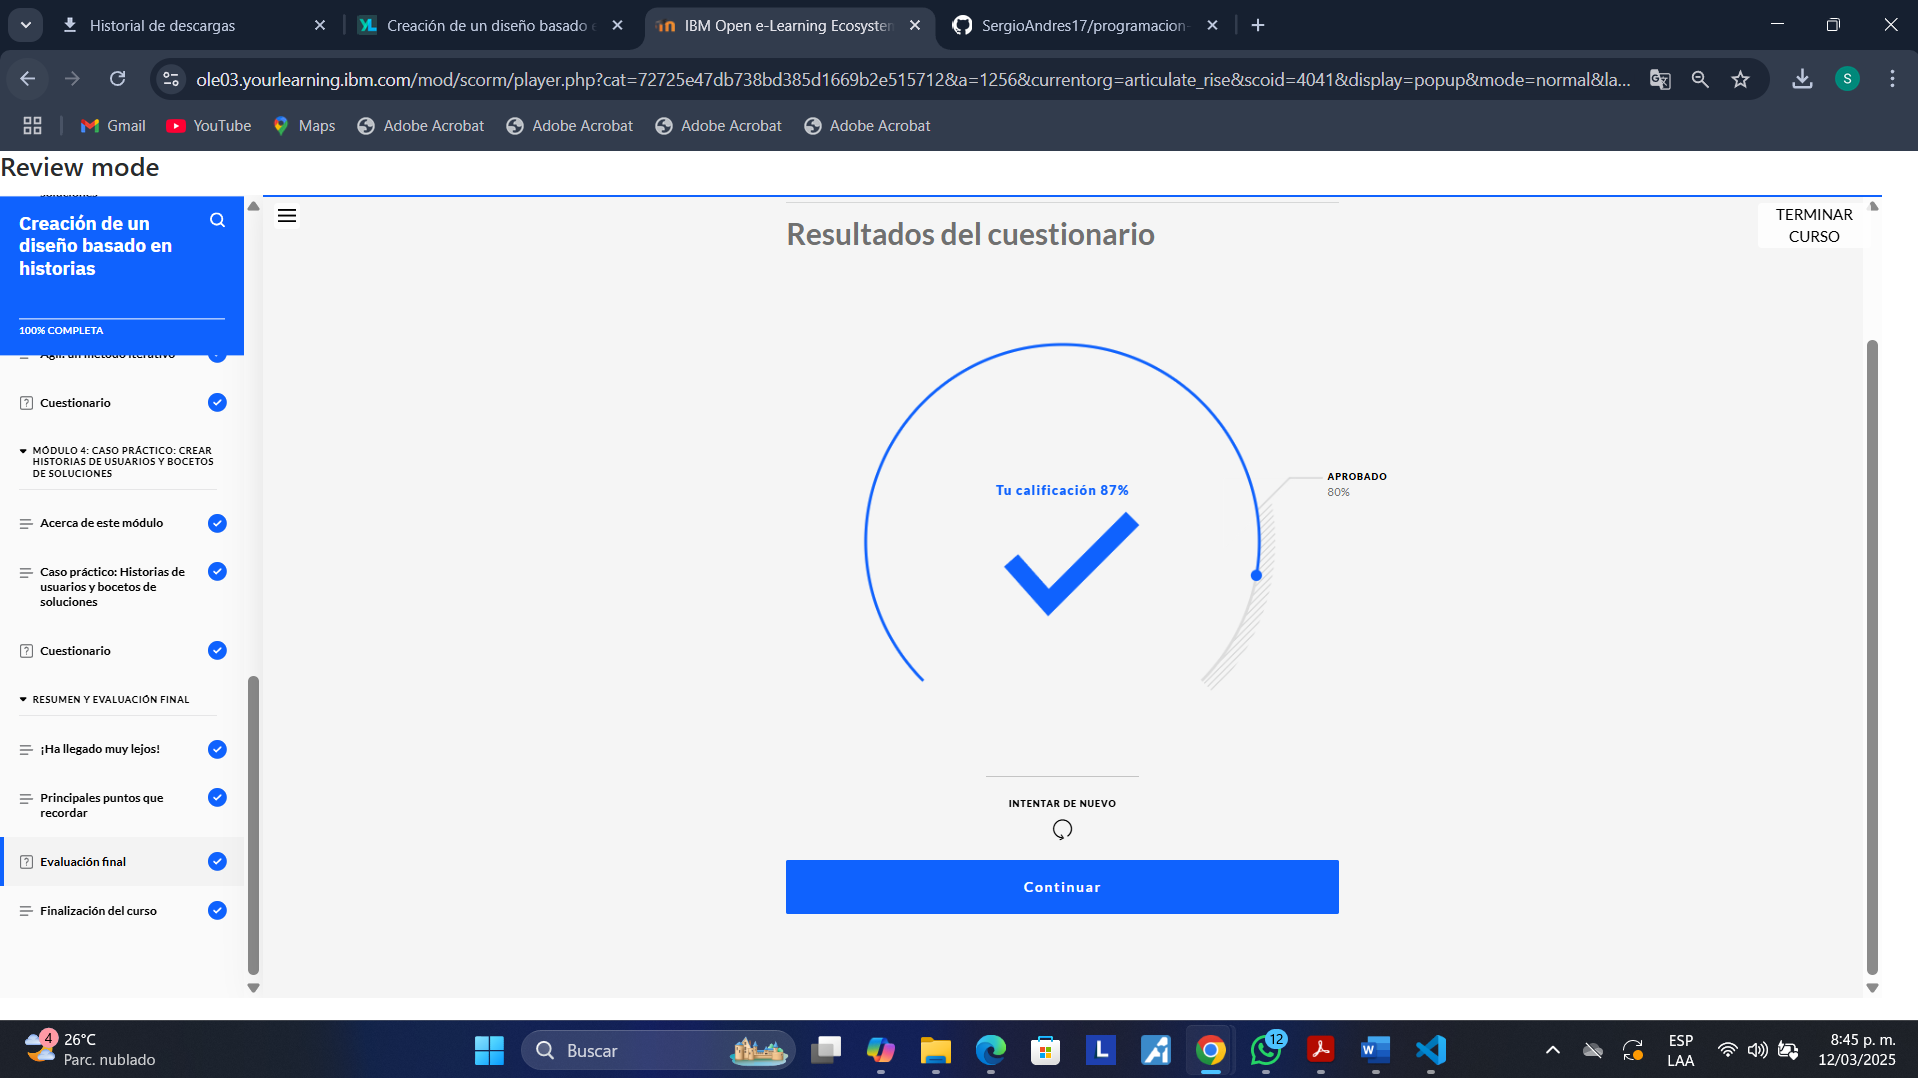 Historial de descargas
Creación de un diseño basado e
IBM Open e-Learning Ecosystem
SergioAndres17/programacion-
ole03.yourlearning.ibm.com/mod/scorm/player.php?cat=72725e47db738bd385d1669b2e515712&a=1256&currentorg=articulate_rise&scoid=4041&display=popup&mode=normal&la...
S
Gmail
YouTube
Maps
Adobe Acrobat
Adobe Acrobat
Adobe Acrobat
Adobe Acrobat
Review mode
soluciones
Creación de un
diseño basado en
historias
100% COMPLETA
Agil: un método iterativo
Cuestionario
MÓDULO 4: CASO PRÁCTICO: CREAR
HISTORIAS DE USUARIOS Y BOCETOS
DE SOLUCIONES
Acerca de este módulo
Caso práctico: Historias de
usuarios y bocetos de
soluciones
Cuestionario
RESUMEN Y EVALUACIÓN FINAL
¡Ha llegado muy lejos!
Principales puntos que
recordar
Evaluación final
Finalización del curso
TERMINAR
CURSO
Resultados del cuestionario
Tu calificación 87%
APROBADO
80%
INTENTAR DE NUEVO
Continuar
4
26°C
Parc. nublado
Buscar
L
12
W
ESP
LAA
8:45 p. m.
12/03/2025